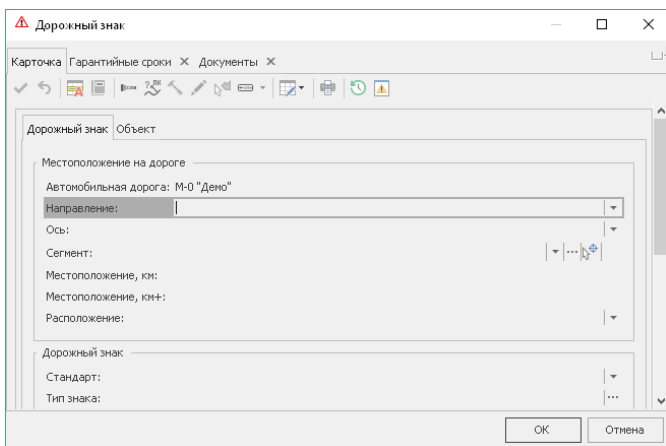 Дорожный знак
Карточка Гарантийные сроки Документы
Дорожный знак Объект
Местоположение на дороге
Автомобильная дорога: М-0 "Демо"
Направление:
Ось:
Сегмент:
Местоположение, км:
Местоположение, км+:
Расположение:
Дорожный знак
Стандарт:
Тип знака:
ОК Отмена